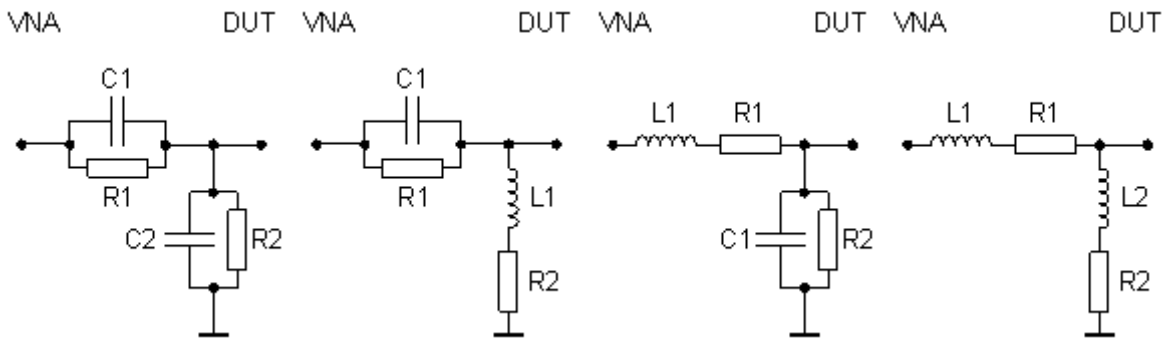 VNA DUT VNA DUT VNA DUT VNA DUT
C1 C1
L1 R1 L1 R1
R1 R1
L1 L2
C2 R2 C1 R2
R2 R2